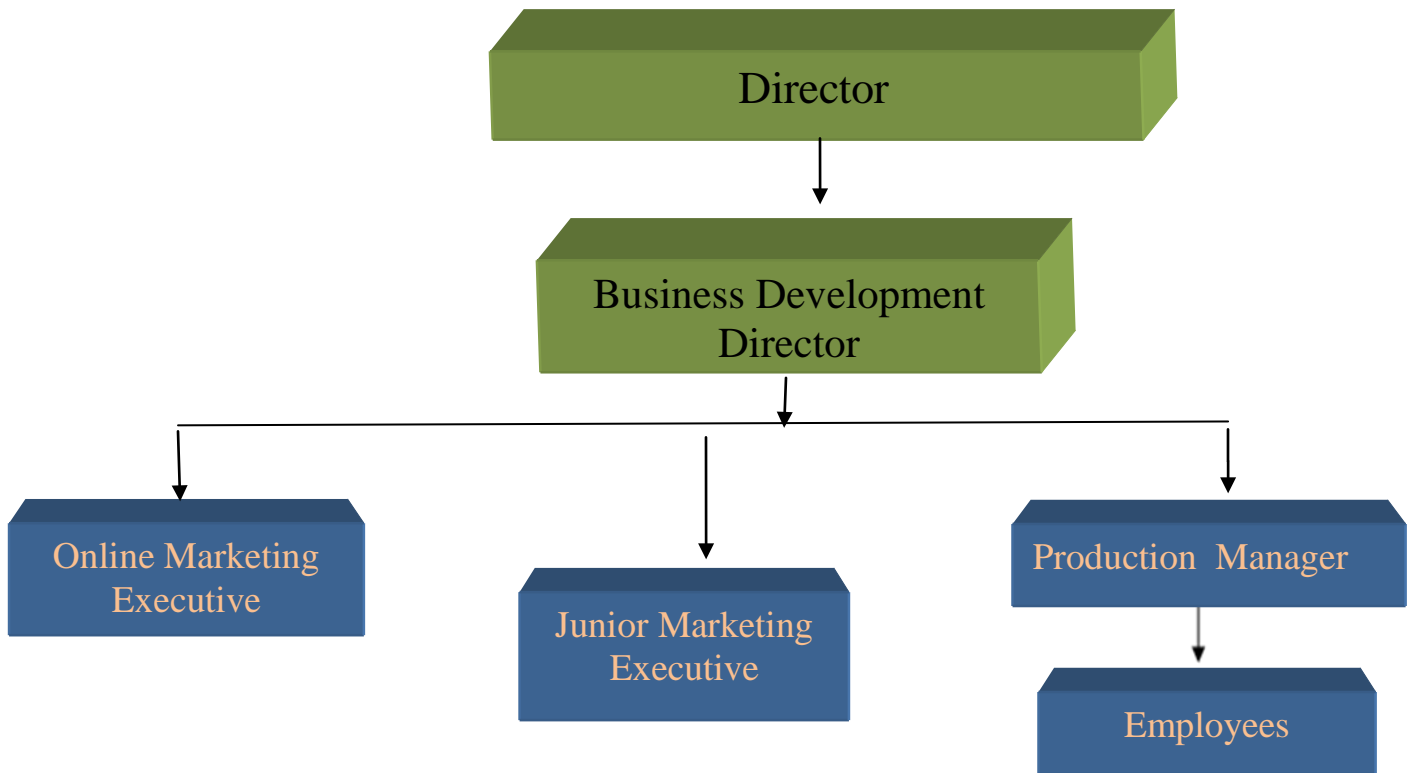 Director
Business Development
Director
Online Marketing
Executive
Junior Marketing
Executive
Production  Manager
Employees